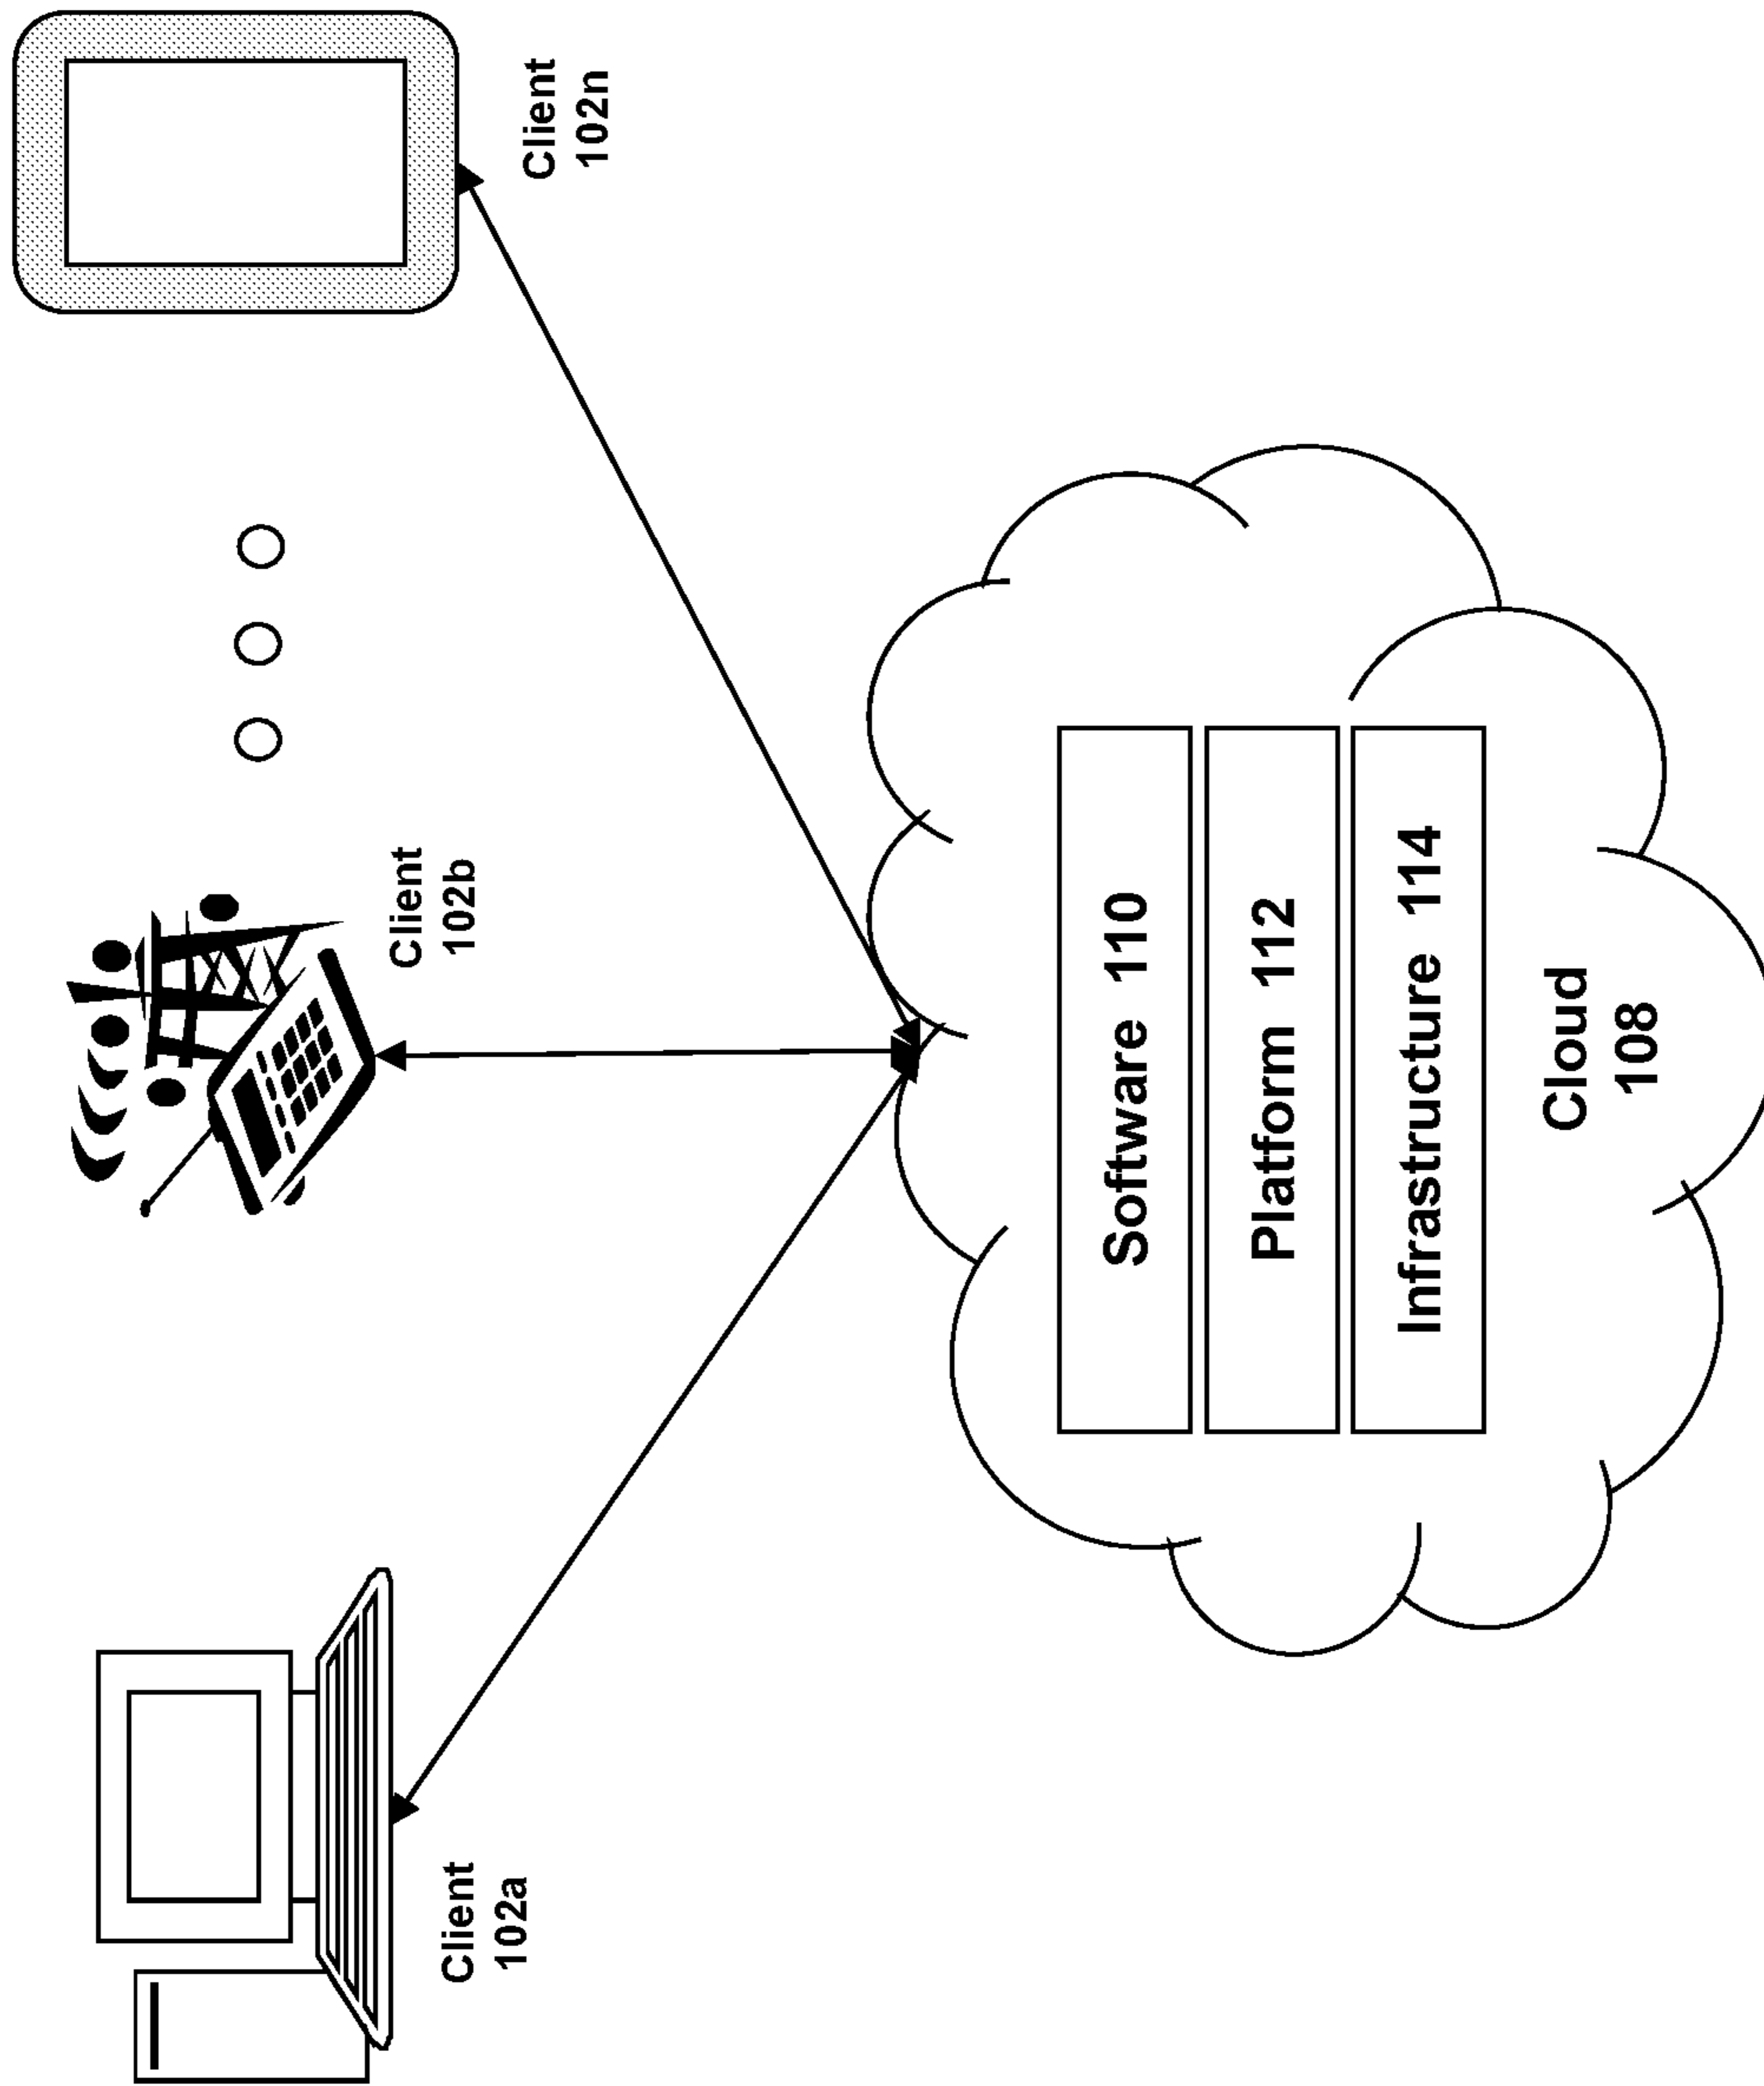 Client
102a
Client
102b
Client
102n
Software 110
Platform 112
Infrastructure 114
Cloud
108